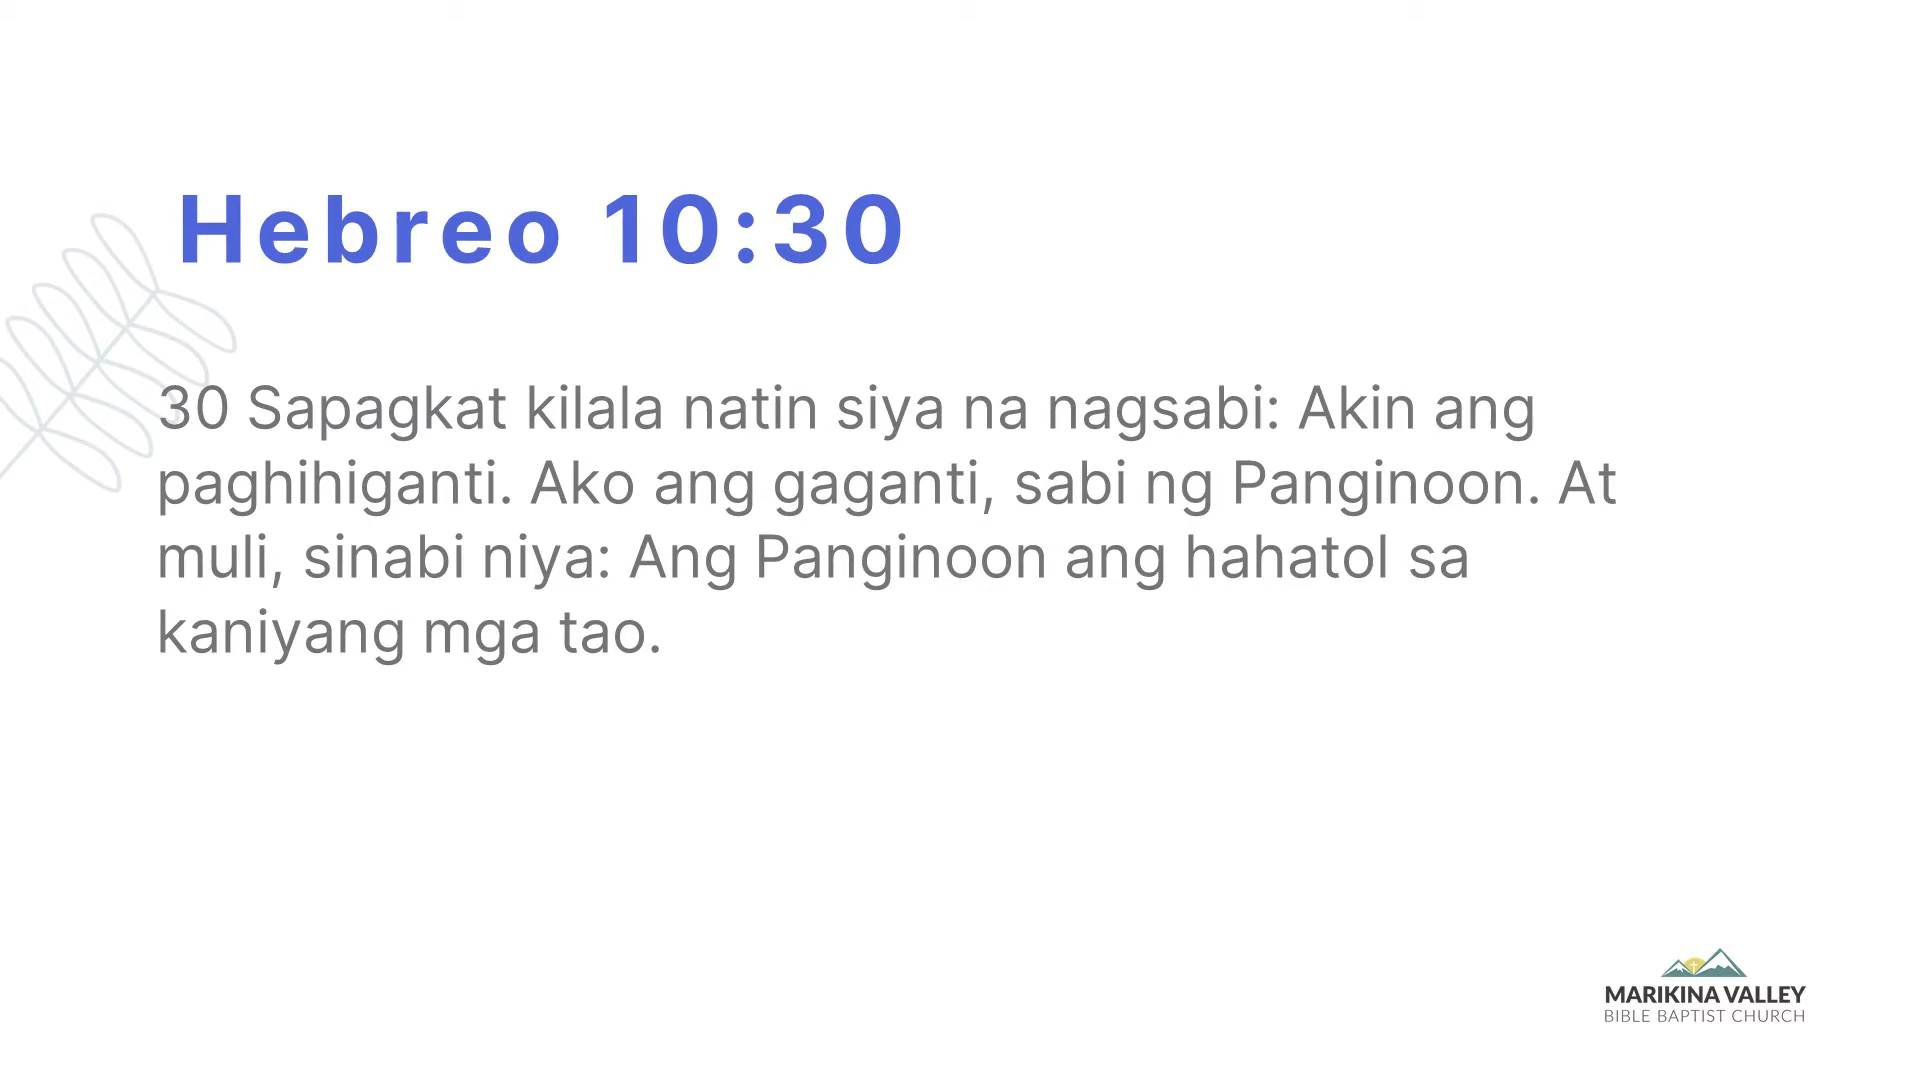 Hebreo 10:30
30 Sapagkat kilala natin siya na nagsabi: Akin ang
paghihiganti. Ako ang gaganti, sabi ng Panginoon. At
muli, sinabi niya: Ang Panginoon ang hahatol sa
kaniyang mga tao.
MARIKINA VALLEY
BIBLE BAPTIST CHURCH